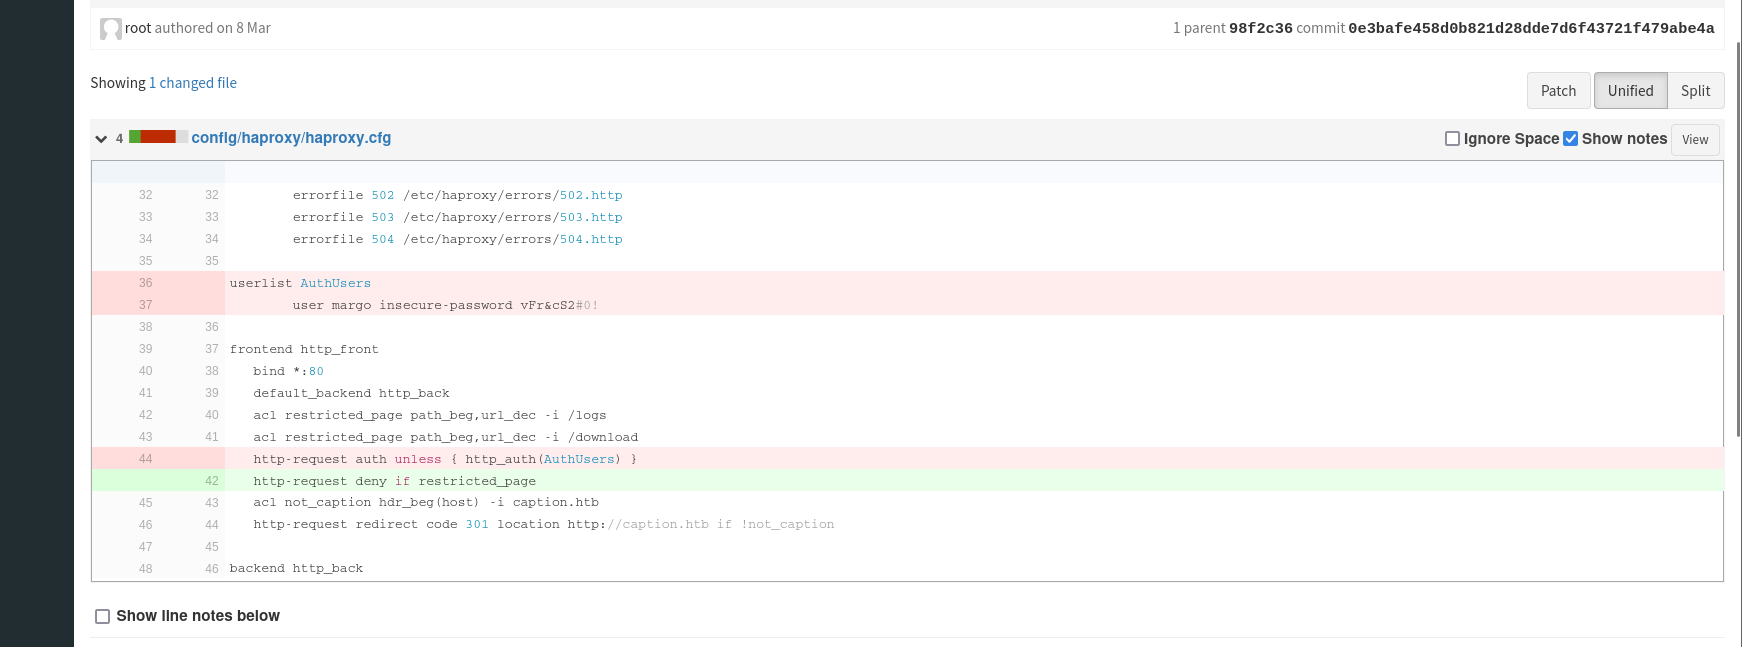 root authored on 8 Mar 1 parent 98f2c36 commit 0e3bafe458d0b821d28dde7d6f43721f479abe4a
Showing 1 changed file
Patch Unified Split
4 config/haproxy/haproxy.cfg Ignore Space Show notes View
32 32 errorfile 502 /etc/haproxy/errors/502.http
33 33 errorfile 503 /etc/haproxy/errors/503.http
34 34 errorfile 504 /etc/haproxy/errors/504.http
35 35
36 userlist AuthUsers
37 user margo insecure-password vFr&cS2#0!
38 36
39 37 frontend http_front
40 38 bind *:80
41 39 default_backend http_back
42 40 acl restricted_page path_beg,url_dec -i /logs
43 41 acl restricted_page path_beg,url_dec -i /download
44 http-request auth unless { http_auth(AuthUsers) }
42 http-request deny if restricted_page
45 43 acl not_caption hdr_beg(host) -i caption.htb
46 44 http-request redirect code 301 location http://caption.htb if !not_caption
47 45
48 46 backend http_back
Show line notes below